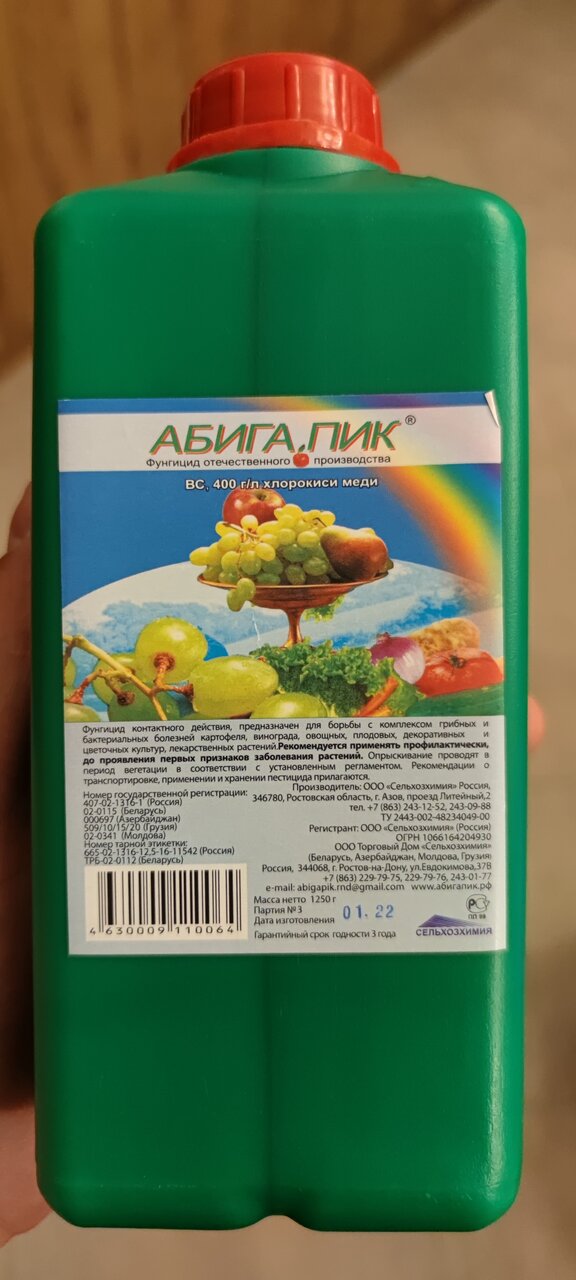 АБИГА.ПИК®
Фунгицид отечественного производства
ВС, 400 г/л хлорокиси меди
Фунгицид контактного действия, предназначен для борьбы с комплексом грибных и
бактериальных болезней картофеля, винограда, овощных, плодовых, декоративных и
цветочных культур, лекарственных растений.Рекомендуется применять профилактически,
до проявления первых признаков заболевания растений. Опрыскивание проводят в
период вегетации в соответствии с установленным регламентом. Рекомендации о
транспортировке, применении и хранении пестицида прилагаются.
Номер государственной регистрации:
407-02-1316-1 (Россия)
02-0115 (Беларусь)
000697 (Азербайджан)
509/10/15/20 (Грузия)
02-0341 (Молдова)
Номер тарной этикетки:
665-02-1316-12,5-16-11542 (Россия)
ТРБ-02-0112 (Беларусь)
Производитель: ООО «Сельхозхимия» Россия,
346780, Ростовская область, г. Азов, проезд Литейный,2
тел. +7 (863) 243-12-52, 243-09-88
ТУ 2443-002-48234049-00
Регистрант: ООО «Сельхозхимия» (Россия)
ОГРН 1066164204930
ООО Торговый Дом «Сельхозхимия»
(Беларусь, Азербайджан, Молдова, Грузия)
Россия, 344068, г. Ростов-на-Дону, ул.Евдокимова,37В
+7 (863) 229-79-75, 229-79-76, 243-01-77
e-mail: abigapik.rnd@gmail.com www.абигапик.рф
4 630009 110064
Масса нетто 1250 г
Партия №3
Дата изготовления 01.22
Гарантийный срок годности 3 года
РСТ
ПП 99
СЕЛЬХОЗХИМИЯ